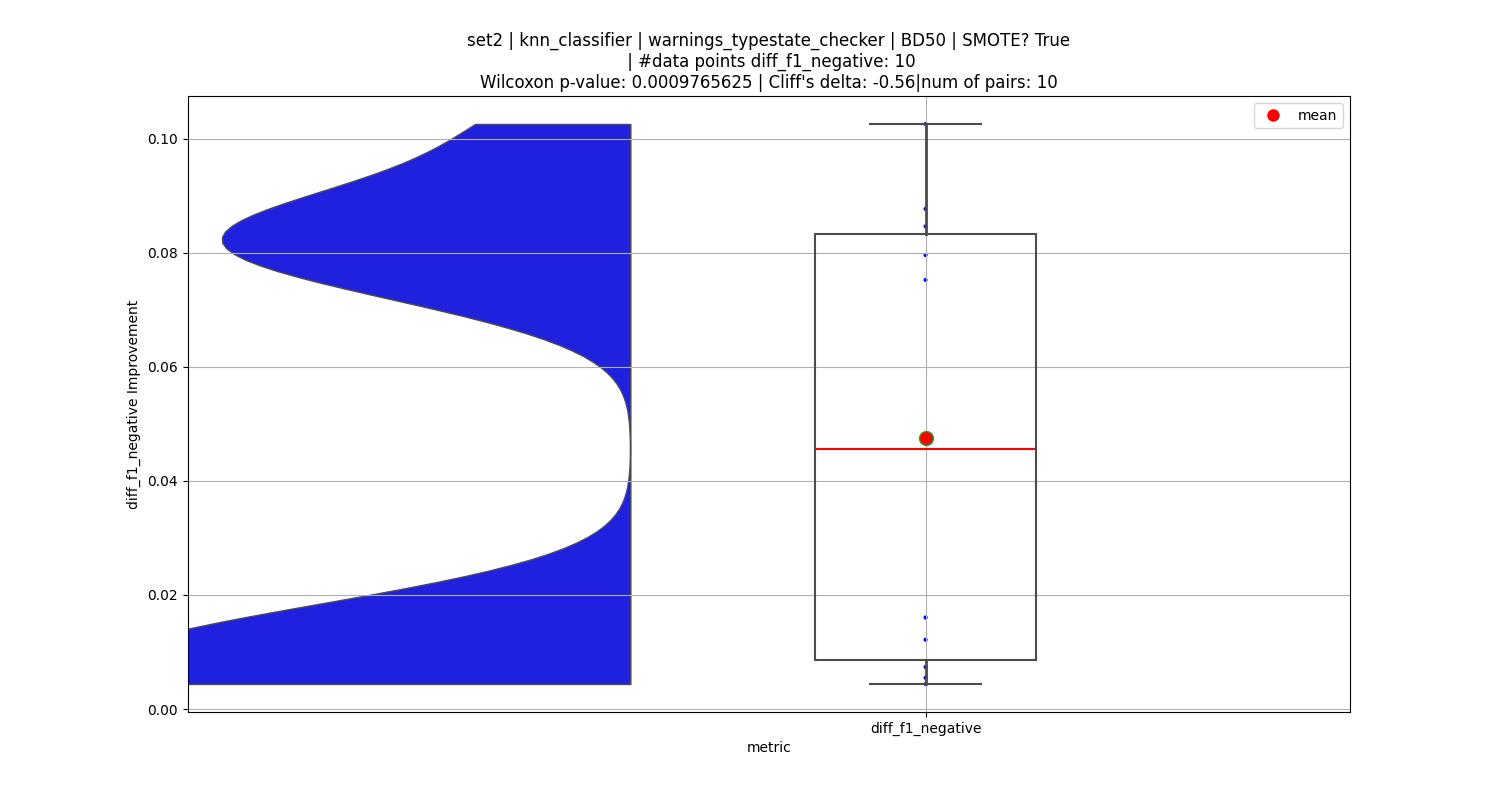 set2 | knn_classifier | warnings_typestate_checker | BD50 | SMOTE? True
| #data points diff_f1_negative: 10
Wilcoxon p-value: 0.0009765625 | Cliff's delta: -0.56|num of pairs: 10
mean
0.10
0.08
0.06
0.04
0.02
0.00
diff_f1_negative Improvement
diff_f1_negative
metric